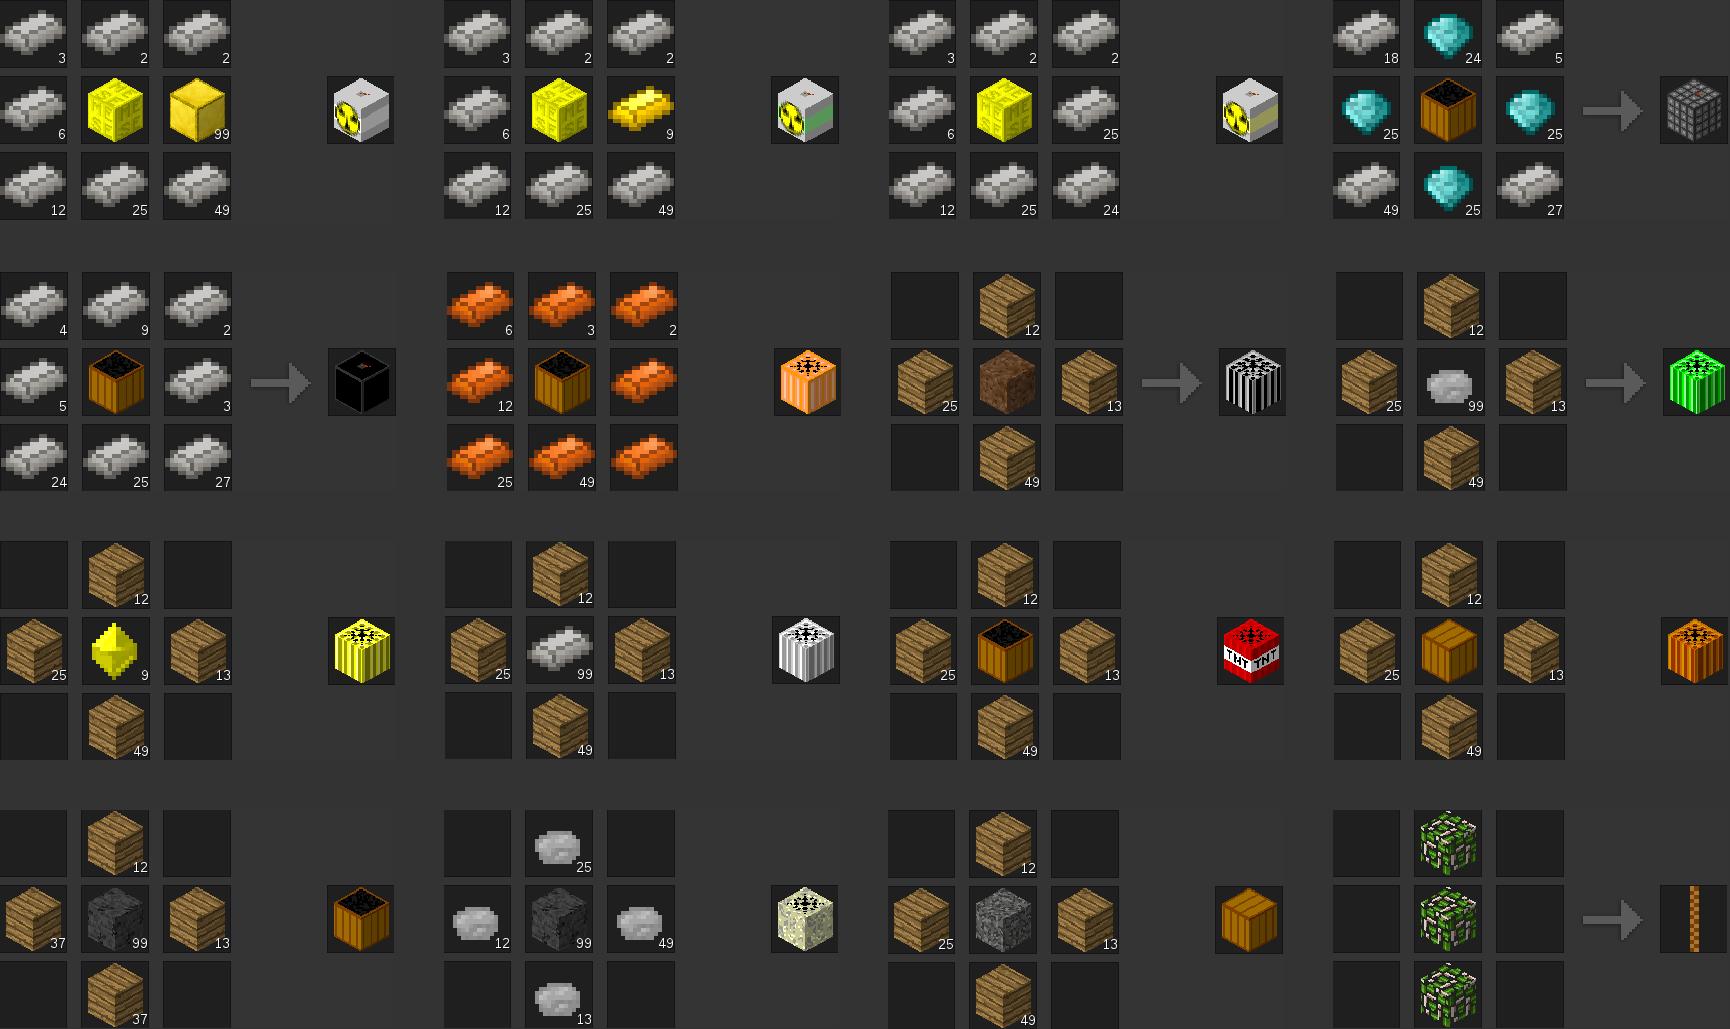 3 2 2 3 2 2 3 2 2 18 24 5
6 99 6 9 6 25 25 25
12 25 49 12 25 49 12 25 24 49 25 27
4 9 2 6 3 2 12 12
5 3 12 25 13 25 99 13
24 25 27 25 49 49 49
12 12 12 12
25 9 13 25 99 13 25 13 TNT TNT 25 13
49 49 49 49
12 25 12
37 99 13 12 99 49 25 13
37 13 49